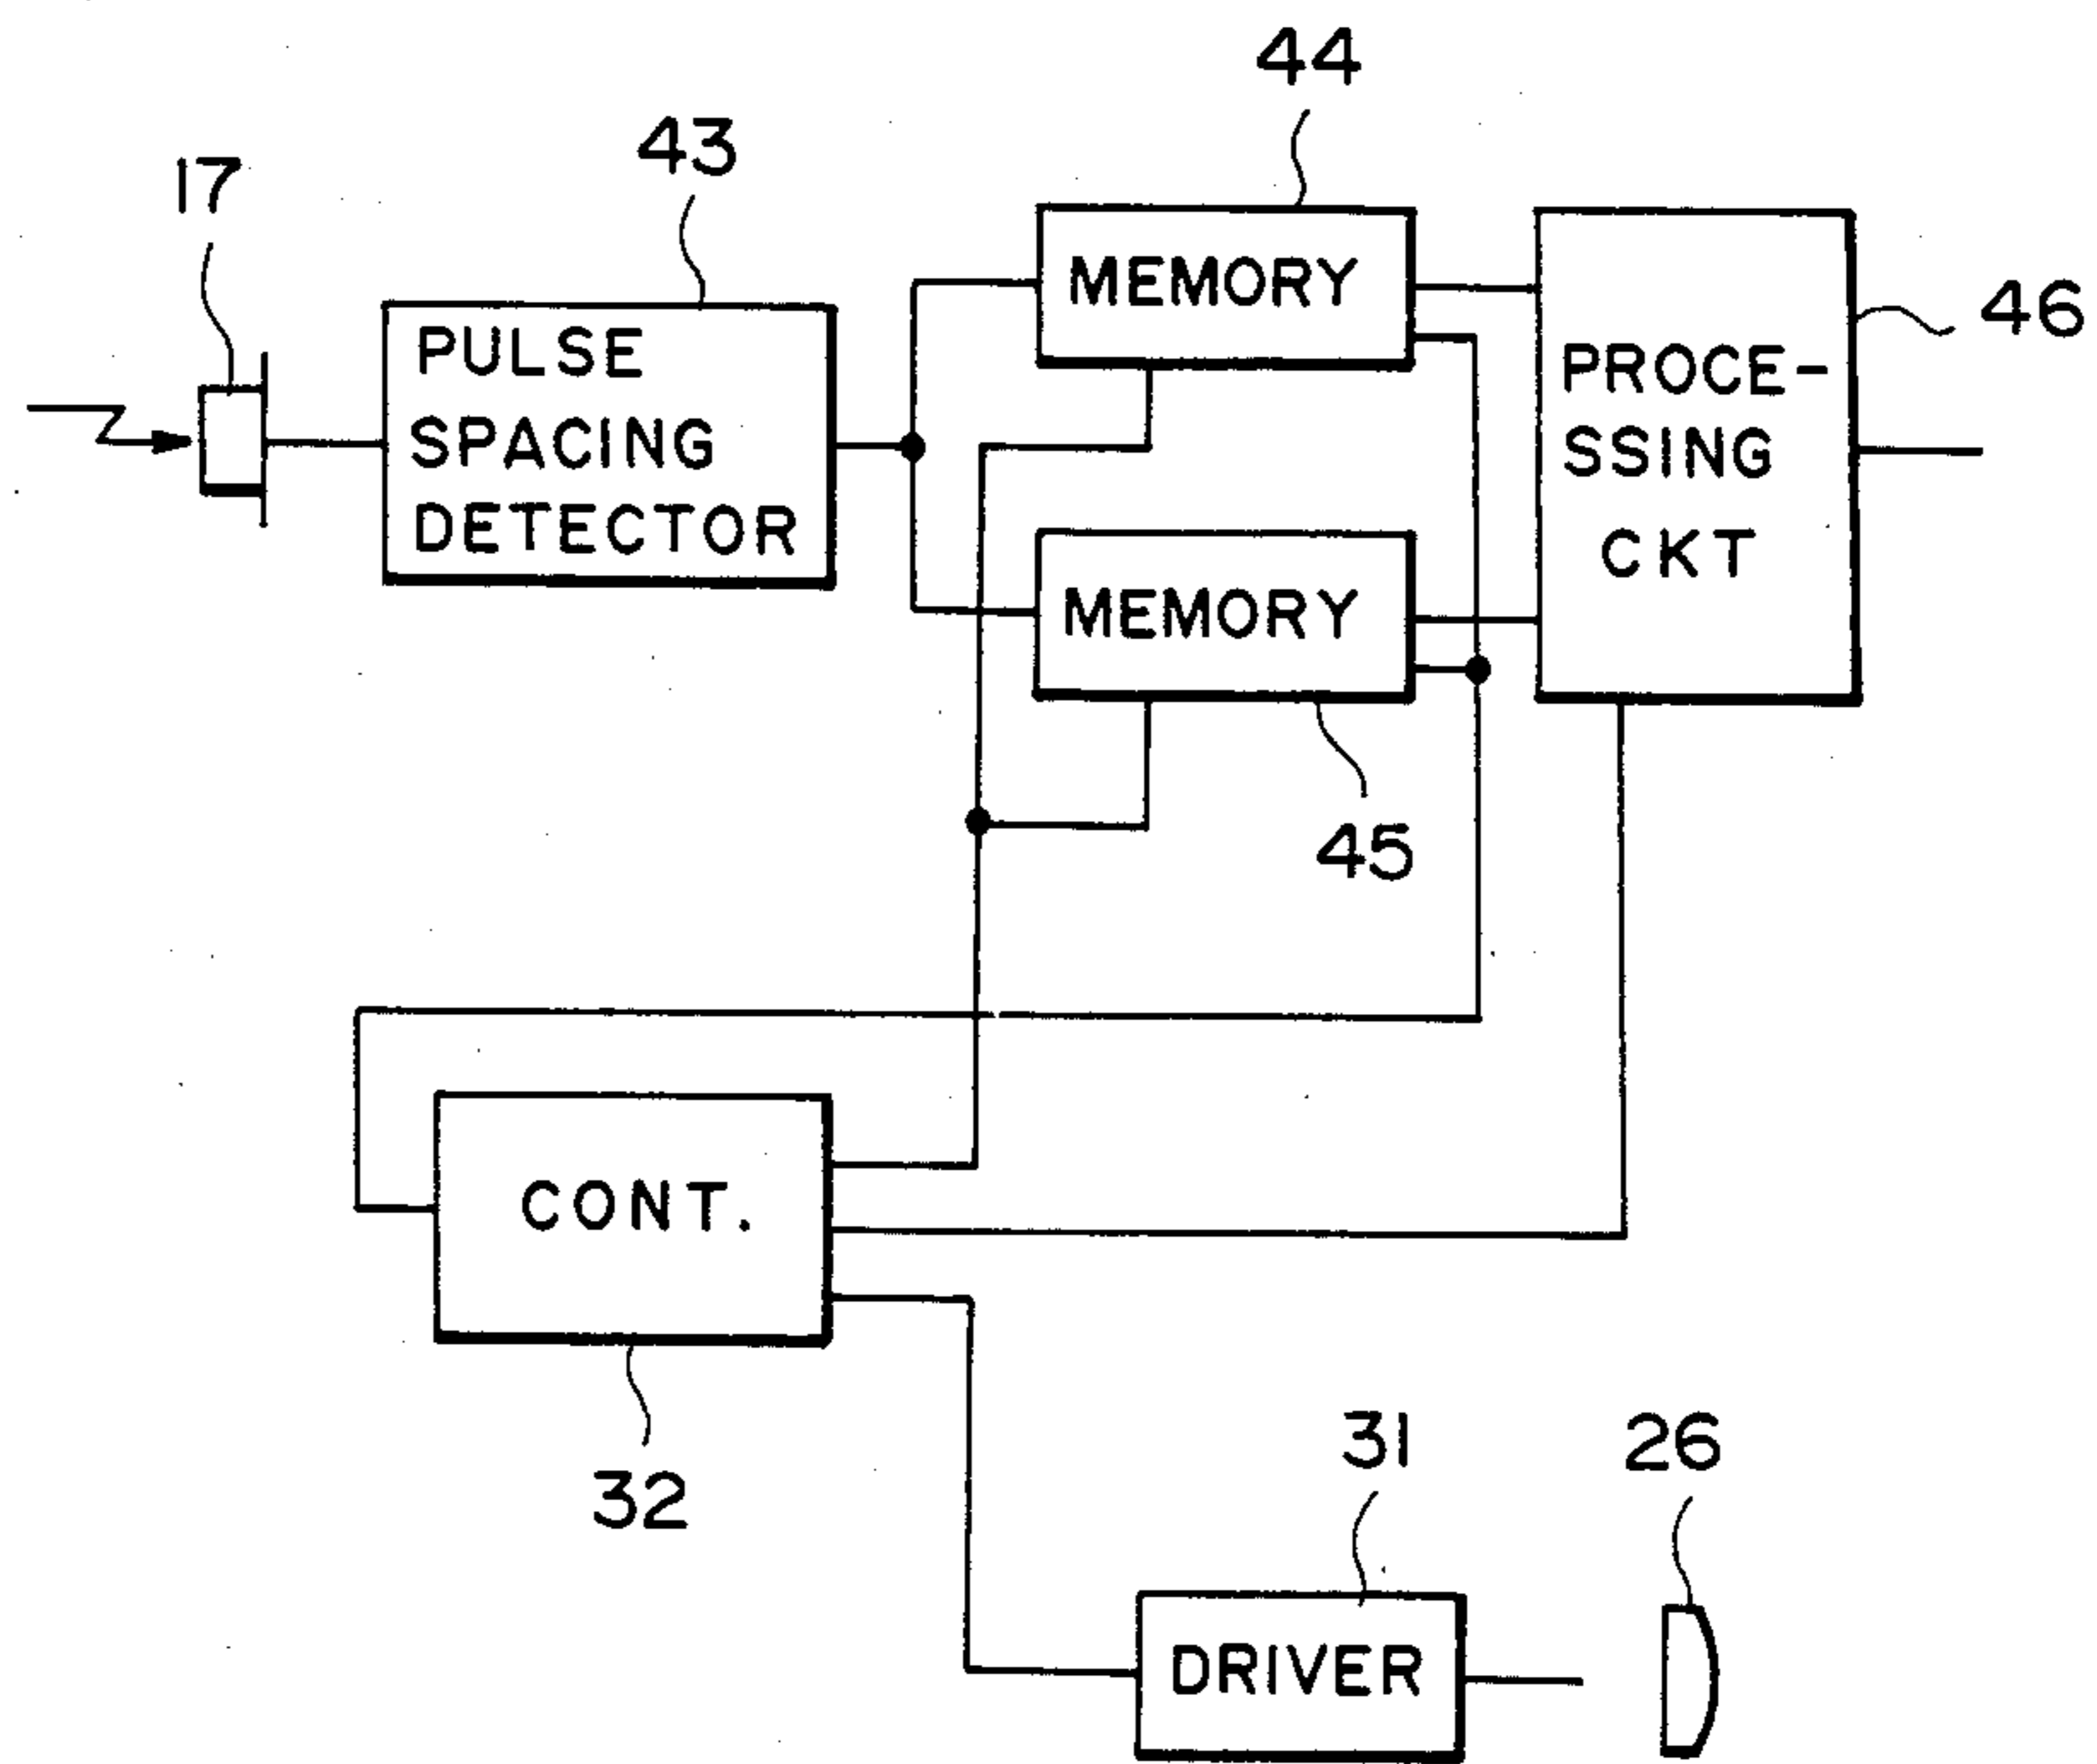 44
43
17
MEMORY
46
PULSE
SPACING
DETECTOR
PROCE-
SSING
CKT
MEMORY
45
CONT.
32
31
26
DRIVER